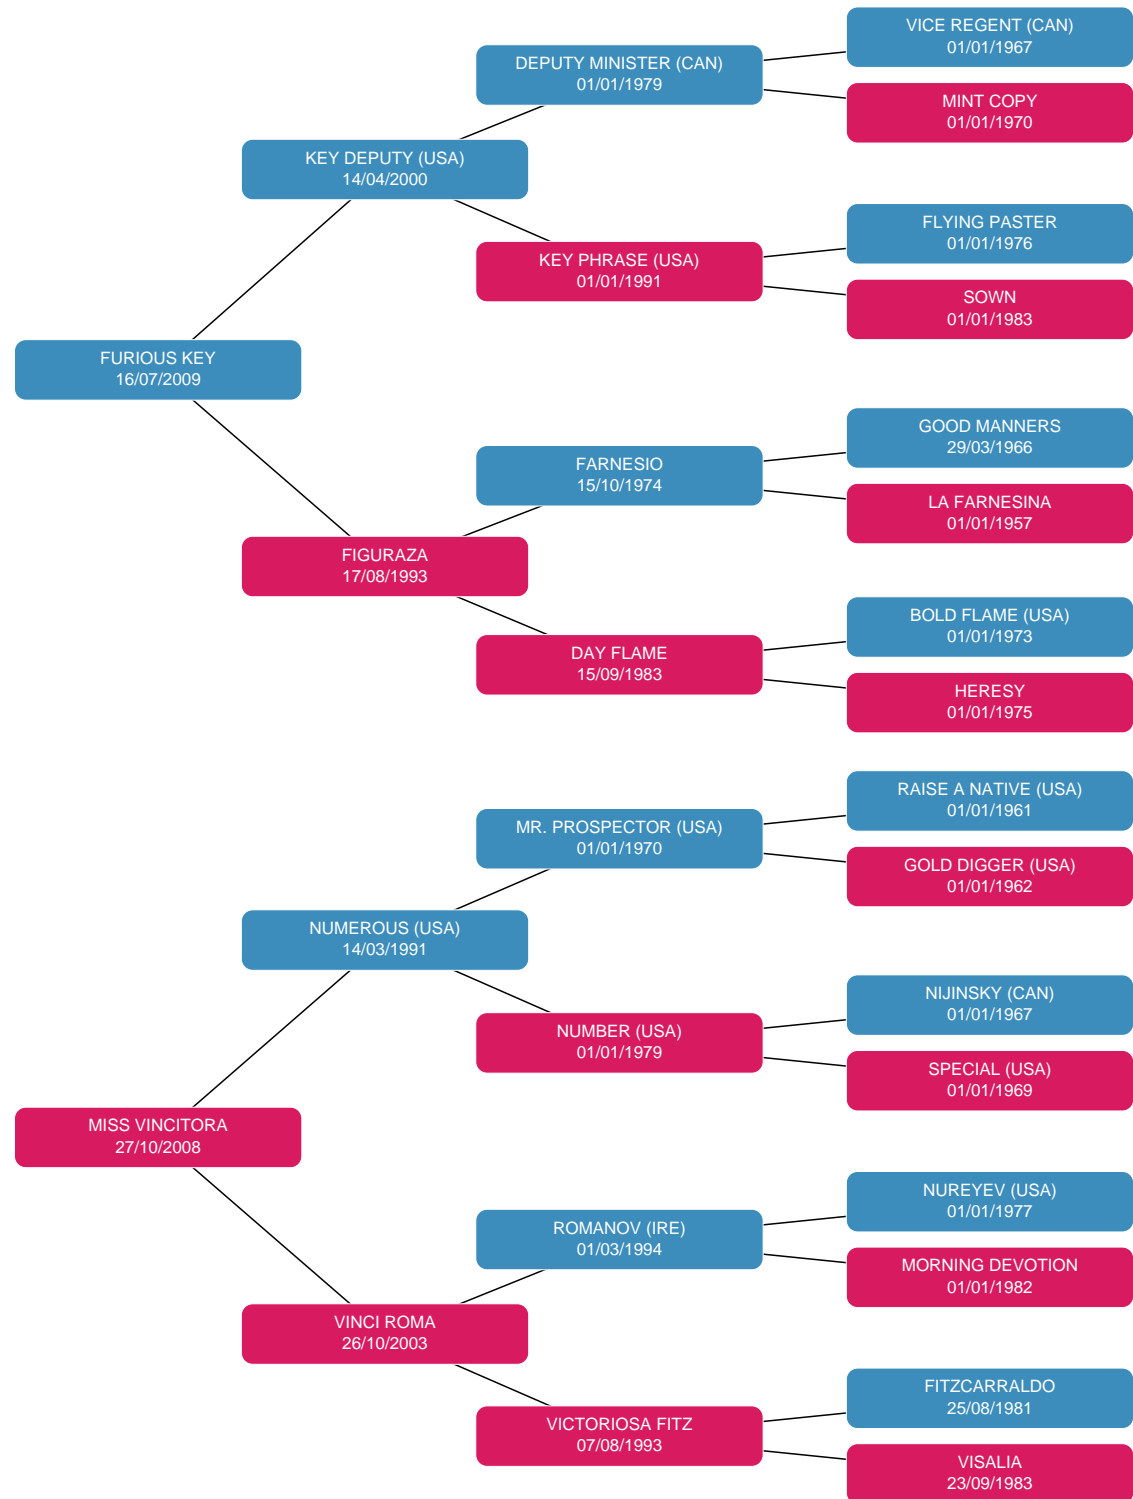 VICE REGENT (CAN)
01/01/1967
DEPUTY MINISTER (CAN)
01/01/1979
MINT COPY
01/01/1970
KEY DEPUTY (USA)
14/04/2000
FLYING PASTER
01/01/1976
KEY PHRASE (USA)
01/01/1991
SOWN
01/01/1983
FURIOUS KEY
16/07/2009
GOOD MANNERS
29/03/1966
FARNESIO
15/10/1974
LA FARNESINA
01/01/1957
FIGURAZA
17/08/1993
BOLD FLAME (USA)
01/01/1973
DAY FLAME
15/09/1983
HERESY
01/01/1975
RAISE A NATIVE (USA)
01/01/1961
MR. PROSPECTOR (USA)
01/01/1970
GOLD DIGGER (USA)
01/01/1962
NUMEROUS (USA)
14/03/1991
NIJINSKY (CAN)
01/01/1967
NUMBER (USA)
01/01/1979
SPECIAL (USA)
01/01/1969
MISS VINCITORA
27/10/2008
NUREYEV (USA)
01/01/1977
ROMANOV (IRE)
01/03/1994
MORNING DEVOTION
01/01/1982
VINCI ROMA
26/10/2003
FITZCARRALDO
25/08/1981
VICTORIOSA FITZ
07/08/1993
VISALIA
23/09/1983